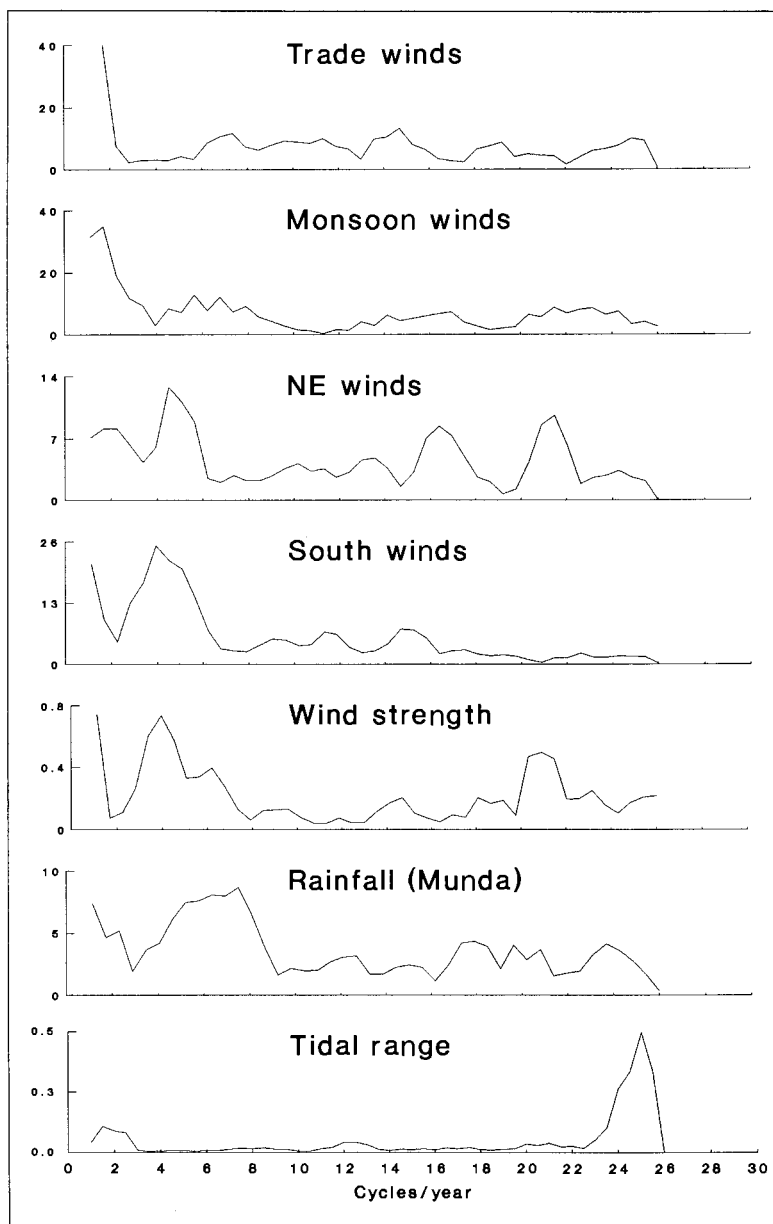 Trade winds
40
20
0
Monsoon winds
40
20
0
NE winds
14
7
0
South winds
26
13
0
Wind strength
0.8
0.4
0
Rainfall (Munda)
10
5
0
Tidal range
0.5
0.3
0.0
0 2 4 6 8 10 12 14 16 18 20 22 24 26 28 30
Cycles/year